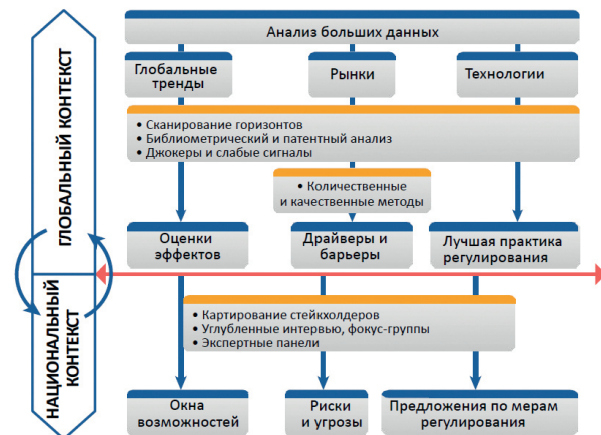 ГЛОБАЛЬНЫЙ КОНТЕКСТ
Анализ больших данных
Глобальные
тренды
Рынки
Технологии
• Сканирование горизонтов
• Библиометрический и патентный анализ
• Джокеры и слабые сигналы
• Количественные
и качественные методы
Оценки
эффектов
Драйверы и
барьеры
Лучшая практика
регулирования
НАЦИОНАЛЬНЫЙ
КОНТЕКСТ
• Картирование стейкхолдеров
• Углубленные интервью, фокус-группы
• Экспертные панели
Окна
возможностей
Риски
и угрозы
Предложения по мерам
регулирования